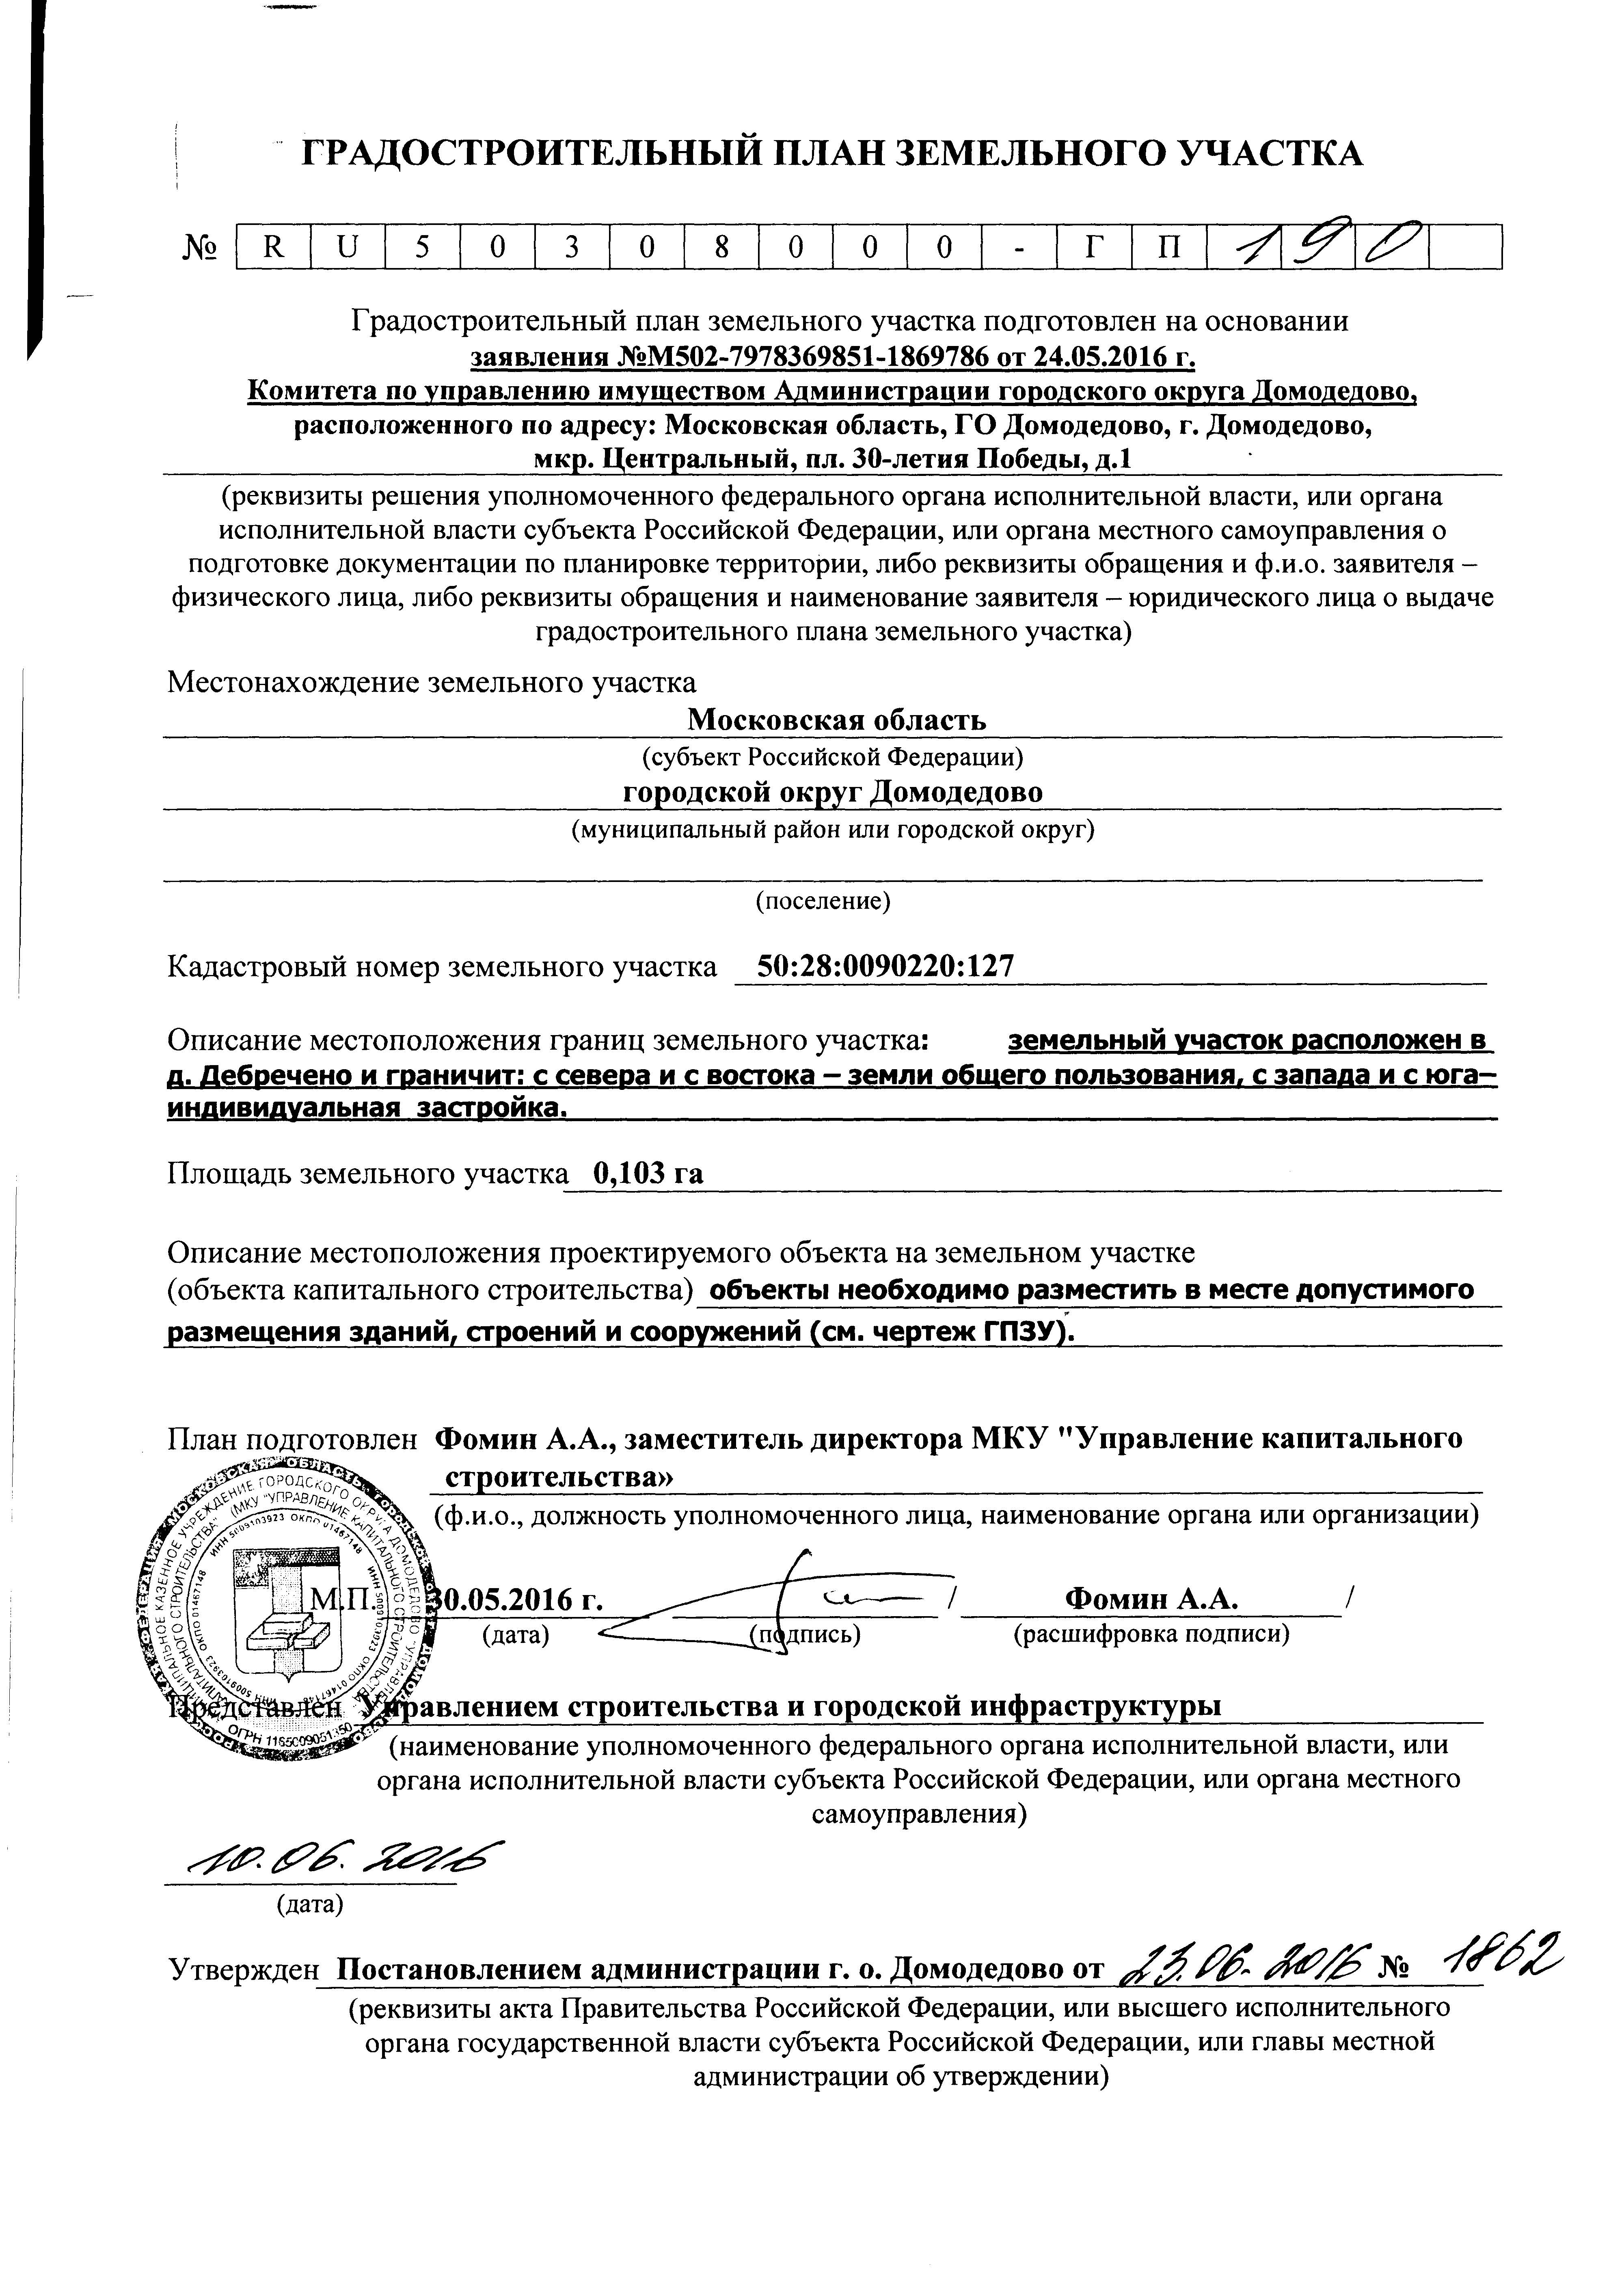 ГРАДОСТРОИТЕЛЬНЫЙ ПЛАН ЗЕМЕЛЬНОГО УЧАСТКА
№ R U 5 0 3 0 8 0 0 0 - Г П 1 9 0
Градостроительный план земельного участка подготовлен на основании
заявления №М502-7978369851-1869786 от 24.05.2016 г.
Комитета по управлению имуществом Администрации городского округа Домодедово,
расположенного по адресу: Московская область, ГО Домодедово, г. Домодедово,
мкр. Центральный, пл. 30-летия Победы, д.1
(реквизиты решения уполномоченного федерального органа исполнительной власти, или органа
исполнительной власти субъекта Российской Федерации, или органа местного самоуправления о
подготовке документации по планировке территории, либо реквизиты обращения и ф.и.о. заявителя –
физического лица, либо реквизиты обращения и наименование заявителя – юридического лица о выдаче
градостроительного плана земельного участка)
Местонахождение земельного участка
Московская область
(субъект Российской Федерации)
городской округ Домодедово
(муниципальный район или городской округ)
(поселение)
Кадастровый номер земельного участка 50:28:0090220:127
Описание местоположения границ земельного участка: земельный участок расположен в
д. Дебречено и граничит: с севера и с востока – земли общего пользования, с запада и с юга–
индивидуальная застройка.
Площадь земельного участка 0,103 га
Описание местоположения проектируемого объекта на земельном участке
(объекта капитального строительства) объекты необходимо разместить в месте допустимого
размещения зданий, строений и сооружений (см. чертеж ГПЗУ).
План подготовлен Фомин А.А., заместитель директора МКУ "Управление капитального
строительства»
(ф.и.о., должность уполномоченного лица, наименование органа или организации)
М.П. 30.05.2016 г. / Фомин А.А. /
(дата) (подпись) (расшифровка подписи)
Представлен Управлением строительства и городской инфраструктуры
(наименование уполномоченного федерального органа исполнительной власти, или
органа исполнительной власти субъекта Российской Федерации, или органа местного
самоуправления)
10.06.2016
(дата)
Утвержден Постановлением администрации г. о. Домодедово от 23.06.2016 № 1862
(реквизиты акта Правительства Российской Федерации, или высшего исполнительного
органа государственной власти субъекта Российской Федерации, или главы местной
администрации об утверждении)